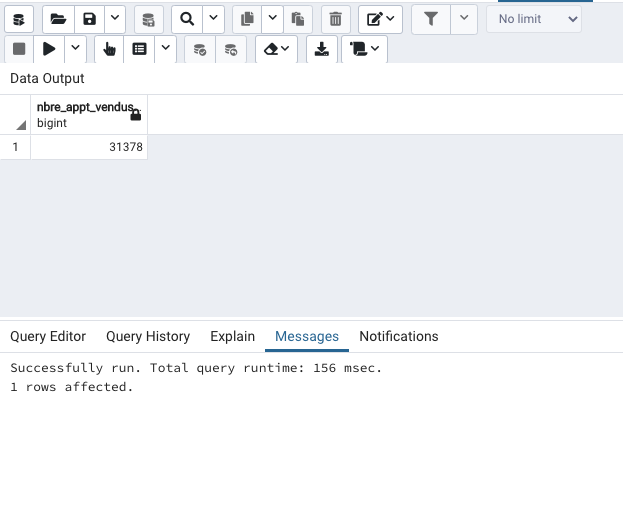 No limit
Data Output
nbre_appt_vendus
bigint
1 31378
Query Editor Query History Explain Messages Notifications
Successfully run. Total query runtime: 156 msec.
1 rows affected.